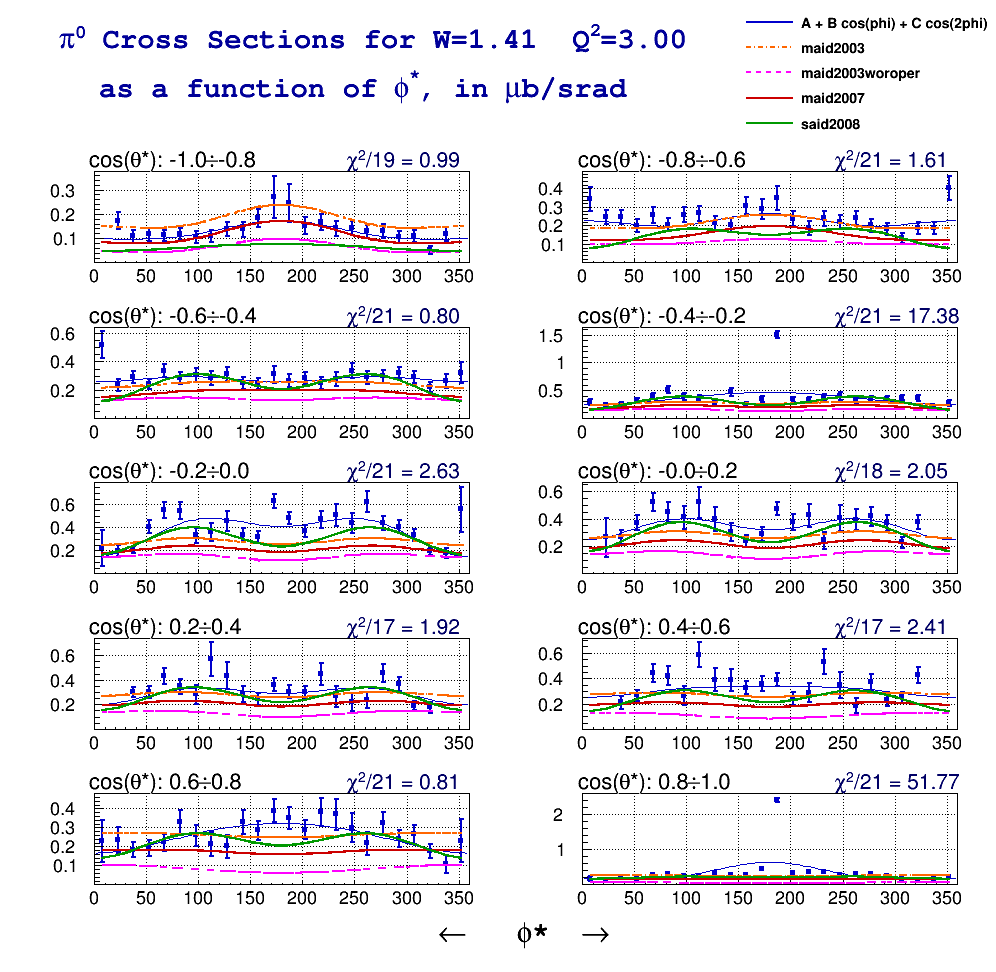 π⁰ Cross Sections for W=1.41 Q²=3.00
as a function of ϕ*, in μb/srad
A + B cos(phi) + C cos(2phi)
maid2003
maid2003woroper
maid2007
said2008
cos(θ*): -1.0÷-0.8 χ²/19 = 0.99
0.3
0.2
0.1
0 50 100 150 200 250 300 350
cos(θ*): -0.8÷-0.6 χ²/21 = 1.61
0.4
0.3
0.2
0.1
0 50 100 150 200 250 300 350
cos(θ*): -0.6÷-0.4 χ²/21 = 0.80
0.6
0.4
0.2
0 50 100 150 200 250 300 350
cos(θ*): -0.4÷-0.2 χ²/21 = 17.38
1.5
1
0.5
0 50 100 150 200 250 300 350
cos(θ*): -0.2÷0.0 χ²/21 = 2.63
0.6
0.4
0.2
0 50 100 150 200 250 300 350
cos(θ*): -0.0÷0.2 χ²/18 = 2.05
0.6
0.4
0.2
0 50 100 150 200 250 300 350
cos(θ*): 0.2÷0.4 χ²/17 = 1.92
0.6
0.4
0.2
0 50 100 150 200 250 300 350
cos(θ*): 0.4÷0.6 χ²/17 = 2.41
0.6
0.4
0.2
0 50 100 150 200 250 300 350
cos(θ*): 0.6÷0.8 χ²/21 = 0.81
0.4
0.3
0.2
0.1
0 50 100 150 200 250 300 350
cos(θ*): 0.8÷1.0 χ²/21 = 51.77
2
1
0 50 100 150 200 250 300 350
← ϕ* →